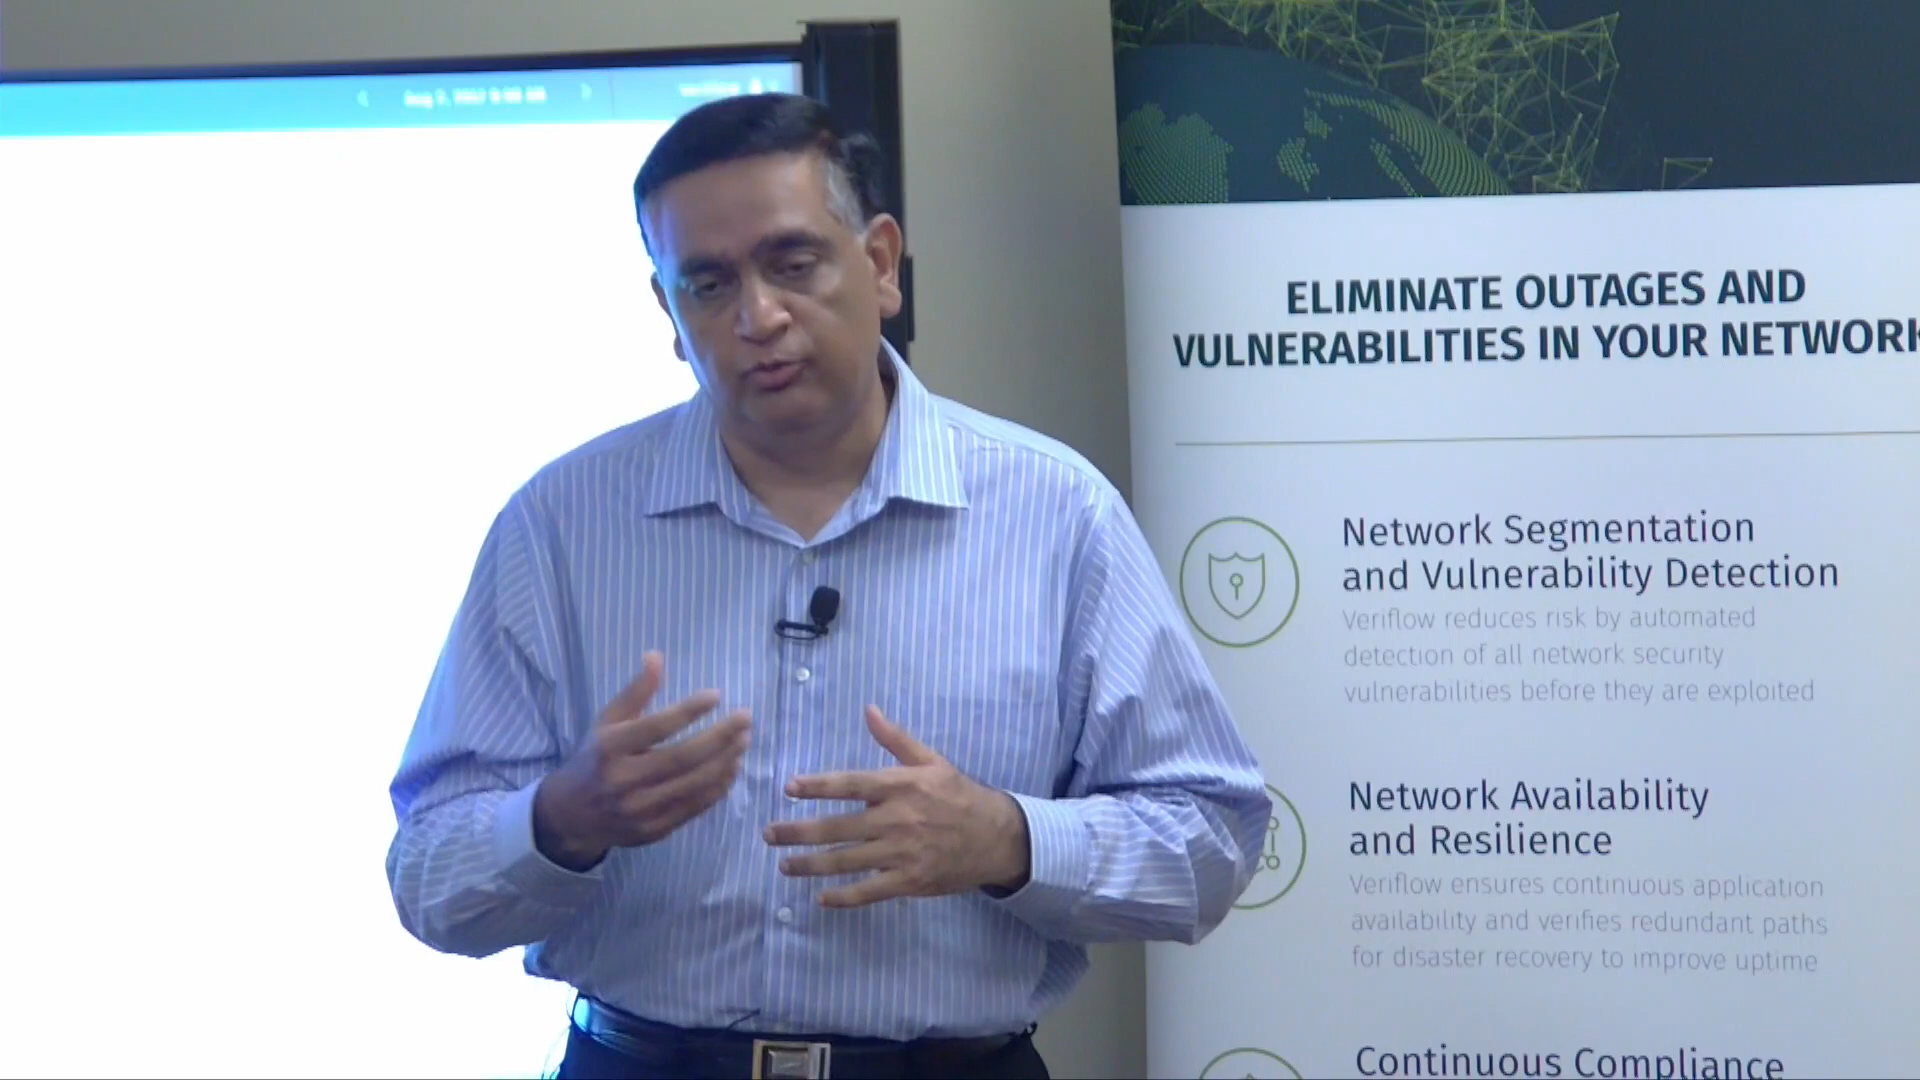 ELIMINATE OUTAGES AND
VULNERABILITIES IN YOUR NETWORK
Network Segmentation
and Vulnerability Detection
Veriflow reduces risk by automated
detection of all network security
vulnerabilities before they are exploited
Network Availability
and Resilience
Veriflow ensures continuous application
availability and verifies redundant paths
for disaster recovery to improve uptime
Continuous Compliance